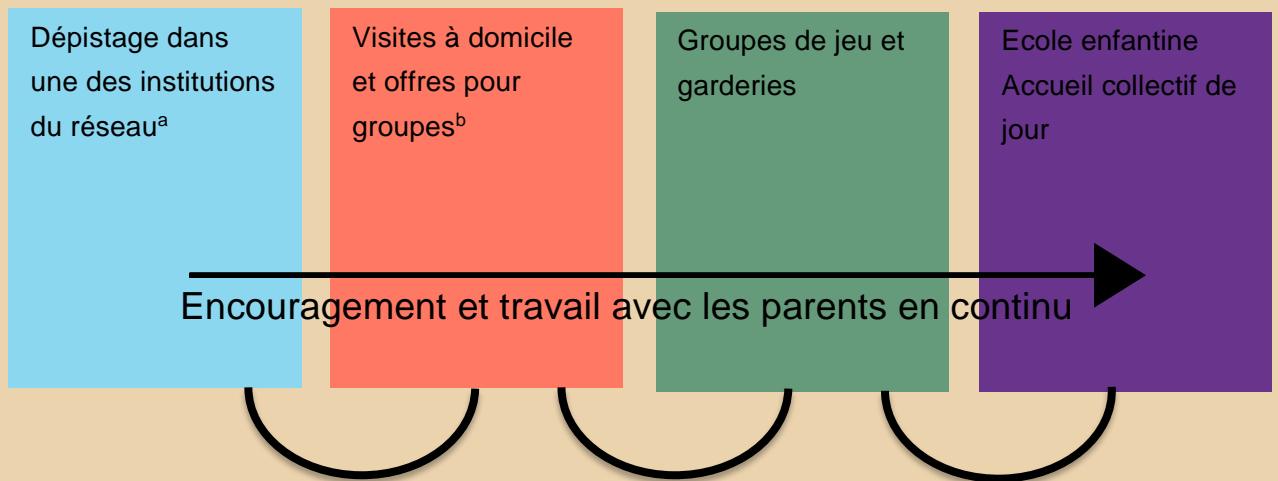 Dépistage dans
une des institutions
du réseauᵃ
Visites à domicile
et offres pour
groupesᵇ
Groupes de jeu et
garderies
Ecole enfantine
Accueil collectif de
jour
Encouragement et travail avec les parents en continu